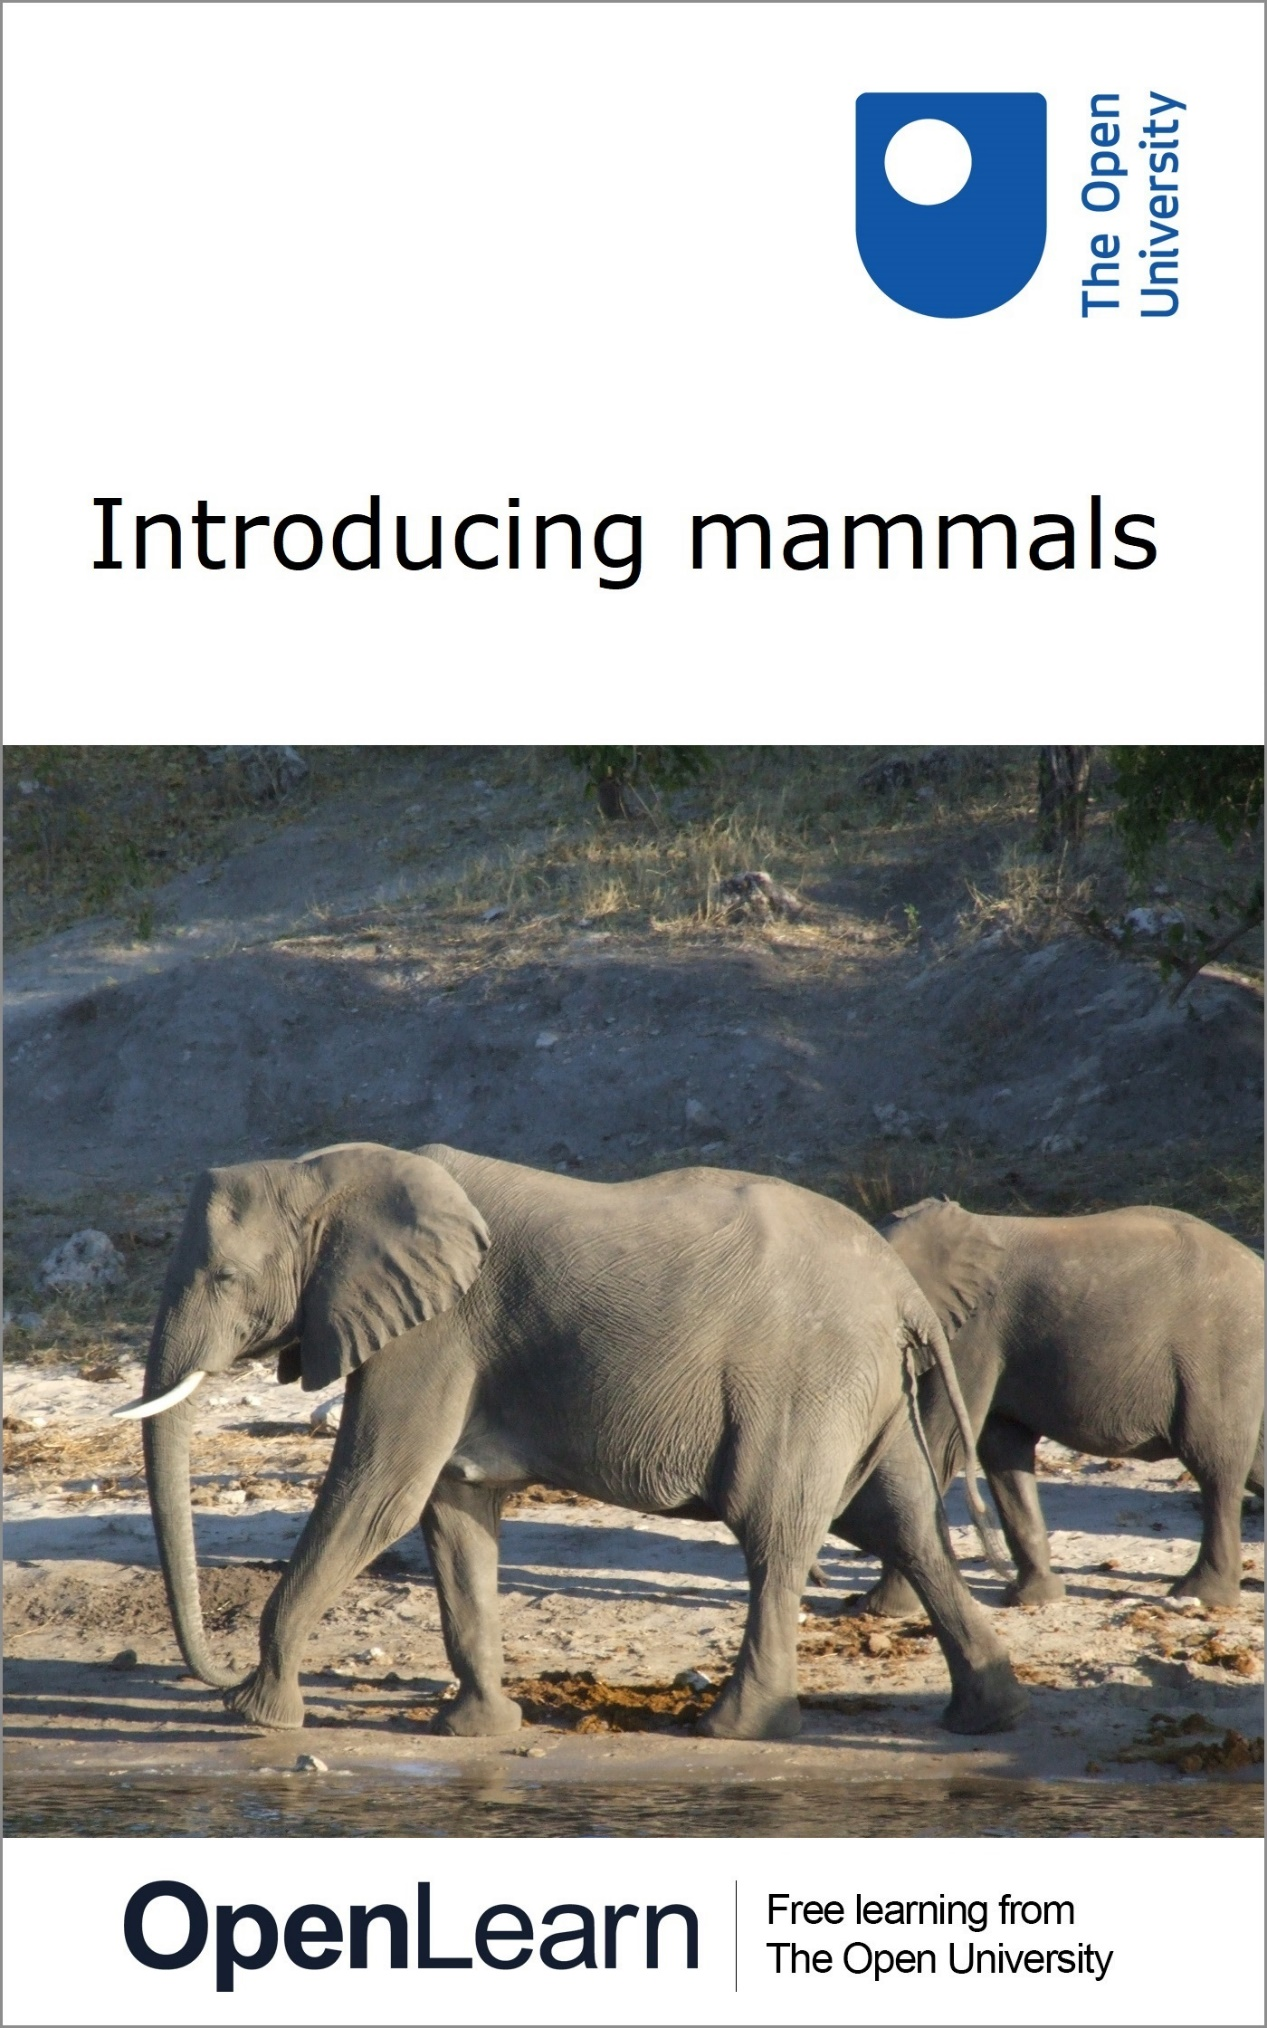 The Open
University
Introducing mammals
OpenLearn
Free learning from
The Open University